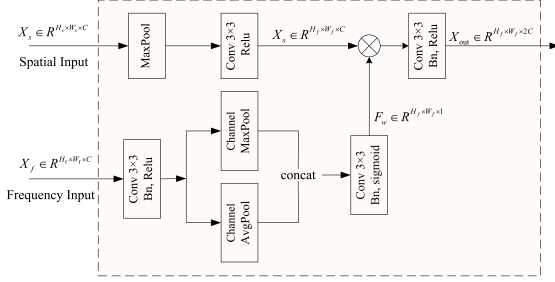 X_s ∈ R^{H_s×W_s×C}
Spatial Input
MaxPool
Conv 3×3
Relu
X_s ∈ R^{H_f×W_f×C}
Conv 3×3
Bn, Relu
X_out ∈ R^{H_f×W_f×2C}
F_w ∈ R^{H_f×W_f×1}
X_f ∈ R^{H_f×W_f×C}
Frequency Input
Conv 3×3
Bn, Relu
Channel
MaxPool
Channel
AvgPool
concat
Conv 3×3
Bn, sigmoid